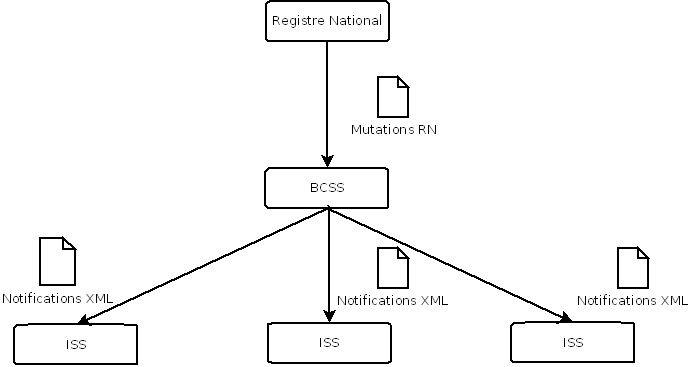 Registre National
Mutations RN
BCSS
Notifications XML
Notifications XML
Notifications XML
ISS
ISS
ISS